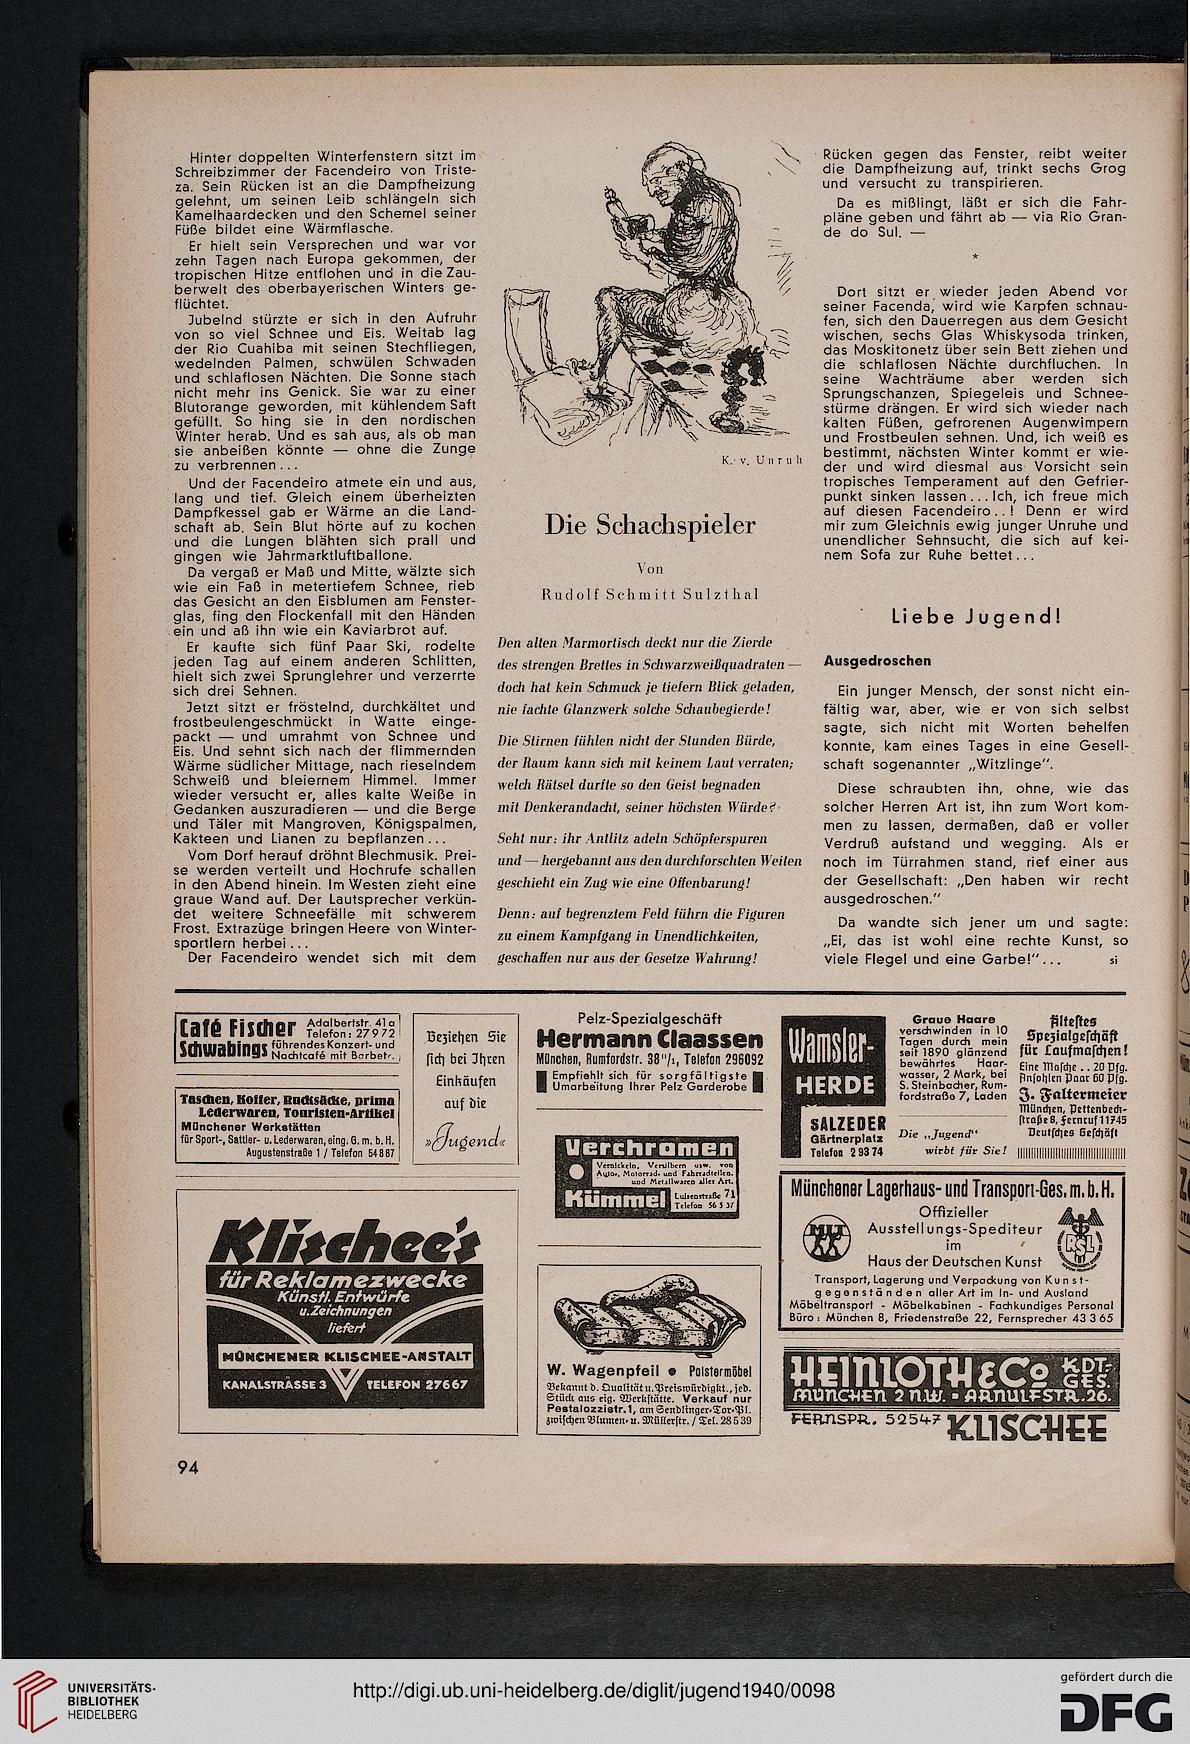 Hinter doppelten Winterfenstern sitzt im
Schreibzimmer der Facendeiro von Triste-
za. Sein Rücken ist an die Dampfheizung
gelehnt, um seinen Leib schlängeln sich
Kamelhaardecken und den Schemel seiner
Füße bildet eine Wärmflasche.
Er hielt sein Versprechen und war vor
zehn Tagen nach Europa gekommen, der
tropischen Hitze entflohen und in die Zau-
berwelt des oberbayerischen Winters ge-
flüchtet.
Jubelnd stürzte er sich in den Aufruhr
von so viel Schnee und Eis. Weitab lag
der Rio Cuahiba mit seinen Stechfliegen,
wedelnden Palmen, schwülen Schwaden
und schlaflosen Nächten. Die Sonne stach
nicht mehr ins Genick. Sie war zu einer
Blutorange geworden, mit kühlendem Saft
gefüllt. So hing sie in den nordischen
Winter herab. Und es sah aus, als ob man
sie anbeißen könnte — ohne die Zunge
zu verbrennen...
Und der Facendeiro atmete ein und aus,
lang und tief. Gleich einem überheizten
Dampfkessel gab er Wärme an die Land-
schaft ab. Sein Blut hörte auf zu kochen
und die Lungen blähten sich prall und
gingen wie Jahrmarktluftballone.
Da vergaß er Maß und Mitte, wälzte sich
wie ein Faß in metertiefem Schnee, rieb
das Gesicht an den Eisblumen am Fenster-
glas, fing den Flockenfall mit den Händen
ein und aß ihn wie ein Kaviarbrot auf.
Er kaufte sich fünf Paar Ski, rodelte
jeden Tag auf einem anderen Schlitten,
hielt sich zwei Sprunglehrer und verzerrte
sich drei Sehnen.
Jetzt sitzt er fröstelnd, durchkältet und
frostbeulengeschmückt in Watte einge-
packt — und umrahmt von Schnee und
Eis. Und sehnt sich nach der flimmernden
Wärme südlicher Mittage, nach rieselndem
Schweiß und bleiernem Himmel. Immer
wieder versucht er, alles kalte Weiße in
Gedanken auszuradieren — und die Berge
und Täler mit Mangroven, Königspalmen,
Kakteen und Lianen zu bepflanzen...
Vom Dorf herauf dröhnt Blechmusik. Prei-
se werden verteilt und Hochrufe schallen
in den Abend hinein. Im Westen zieht eine
graue Wand auf. Der Lautsprecher verkün-
det weitere Schneefälle mit schwerem
Frost. Extrazüge bringen Heere von Winter-
sportlern herbei...
Der Facendeiro wendet sich mit dem
K. v. Unruh
Die Schachspieler
Von
Rudolf Schmitt Sulzthal
Den alten Marmortisch deckt nur die Zierde
des strengen Brettes in Schwarzweißquadraten —
doch hat kein Schmuck je tiefern Blick geladen,
nie fachte Glanzwerk solche Schaubegierde!
Die Stirnen fühlen nicht der Stunden Bürde,
der Raum kann sich mit keinem Laut verraten;
welch Rätsel durfte so den Geist begnaden
mit Denkerandacht, seiner höchsten Würde?
Seht nur: ihr Antlitz adeln Schöpferspuren
und — hergebannt aus den durchforschten Weiten
geschieht ein Zug wie eine Offenbarung!
Denn: auf begrenztem Feld führn die Figuren
zu einem Kampfgang in Unendlichkeiten,
geschaffen nur aus der Gesetze Wahrung!
Rücken gegen das Fenster, reibt weiter
die Dampfheizung auf, trinkt sechs Grog
und versucht zu transpirieren.
Da es mißlingt, läßt er sich die Fahr-
pläne geben und fährt ab — via Rio Gran-
de do Sul. —
*
Dort sitzt er wieder jeden Abend vor
seiner Facenda, wird wie Karpfen schnau-
fen, sich den Dauerregen aus dem Gesicht
wischen, sechs Glas Whiskysoda trinken,
das Moskitonetz über sein Bett ziehen und
die schlaflosen Nächte durchfluchen. In
seine Wachträume aber werden sich
Sprungschanzen, Spiegeleis und Schnee-
stürme drängen. Er wird sich wieder nach
kalten Füßen, gefrorenen Augenwimpern
und Frostbeulen sehnen. Und, ich weiß es
bestimmt, nächsten Winter kommt er wie-
der und wird diesmal aus Vorsicht sein
tropisches Temperament auf den Gefrier-
punkt sinken lassen... Ich, ich freue mich
auf diesen Facendeiro..! Denn er wird
mir zum Gleichnis ewig junger Unruhe und
unendlicher Sehnsucht, die sich auf kei-
nem Sofa zur Ruhe bettet...
Liebe Jugend!
Ausgedroschen
Ein junger Mensch, der sonst nicht ein-
fältig war, aber, wie er von sich selbst
sagte, sich nicht mit Worten behelfen
konnte, kam eines Tages in eine Gesell-
schaft sogenannter „Witzlinge“.
Diese schraubten ihn, ohne, wie das
solcher Herren Art ist, ihn zum Wort kom-
men zu lassen, dermaßen, daß er voller
Verdruß aufstand und wegging. Als er
noch im Türrahmen stand, rief einer aus
der Gesellschaft: „Den haben wir recht
ausgedroschen.“
Da wandte sich jener um und sagte:
„Ei, das ist wohl eine rechte Kunst, so
viele Flegel und eine Garbe!“... si
Café Fischer Adalbertstr. 41a
Telefon: 27972
Schwabings führendes Konzert- und
Nachtcafé mit Barbetr.
Taschen, Koffer, Rucksäcke, prima
Lederwaren, Touristen-Artikel
Münchener Werkstätten
für Sport-, Sattler- u. Lederwaren, eing. G. m. b. H.
Augustenstraße 1 / Telefon 54887
Beziehen Sie
sich bei Ihren
Einkäufen
auf die
»Jugend«
Klischee's
für Reklamezwecke
Künstl. Entwürfe
u. Zeichnungen
liefert
MÜNCHENER KLISCHEE-ANSTALT
KANALSTRASSE 3 TELEFON 27667
Pelz-Spezialgeschäft
Hermann Claassen
München, Rumfordstr. 38"/1, Telefon 296092
Empfiehlt sich für sorgfältigste
Umarbeitung Ihrer Pelz Garderobe
Verchromen
Vernickeln, Versilbern usw. von
Auto-, Motorrad- und Fahrradteilen.
und Metallwaren aller Art.
Kümmel Luisenstraße 71
Telefon 56 5 37
W. Wagenpfeil • Polstermöbel
Bekannt d. Qualität u. Preiswürdigkt., jed.
Stück aus eig. Werkstätte. Verkauf nur
Pestalozzistr. 1, am Sendlinger-Tor-Pl.
zwischen Blumen- u. Müllerstr. / Tel. 28539
Wamsler-
HERDE
SALZEDER
Gärtnerplatz
Telefon 29374
Graue Haare
verschwinden in 10
Tagen durch mein
seit 1890 glänzend
bewährtes Haar-
wasser, 2 Mark, bei
S. Steinbacher, Rum-
fordstraße 7, Laden
Die „Jugend“
wirbt für Sie!
Ältestes
Spezialgeschäft
für Laufmaschen!
Eine Masche .. 20 Pfg.
Ansohlen Paar 60 Pfg.
J. Faltermeier
München, Pettenbeck-
straße 8, Fernruf 11745
Deutsches Geschäft
Münchener Lagerhaus- und Transport-Ges. m. b. H.
Offizieller
Ausstellungs-Spediteur
im
Haus der Deutschen Kunst
MLT
RSL
Transport, Lagerung und Verpackung von Kunst-
gegenständen aller Art im In- und Ausland
Möbeltransport - Möbelkabinen - Fachkundiges Personal
Büro: München 8, Friedenstraße 22, Fernsprecher 43365
HEINLOTH & Co KDT-
GES.
MÜNCHEN 2 N.W. ARNULFSTR. 26.
FERNSPR. 52547 KLISCHEE
94
UNIVERSITÄTS-
BIBLIOTHEK
HEIDELBERG
http://digi.ub.uni-heidelberg.de/diglit/jugend1940/0098
gefördert durch die
DFG